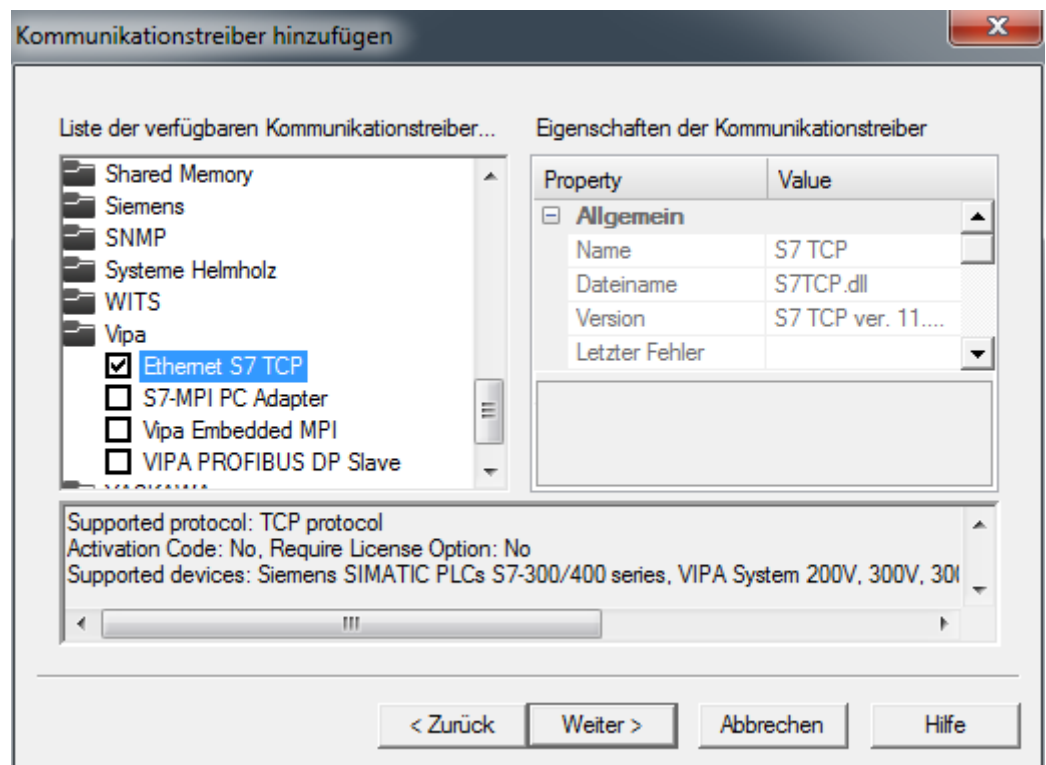 Kommunikationstreiber hinzufügen
Liste der verfügbaren Kommunikationstreiber...
Shared Memory
Siemens
SNMP
Systeme Helmholz
WITS
Vipa
Ethernet S7 TCP
S7-MPI PC Adapter
Vipa Embedded MPI
VIPA PROFIBUS DP Slave
Eigenschaften der Kommunikationstreiber
Property Value
Allgemein
Name S7 TCP
Dateiname S7TCP.dll
Version S7 TCP ver. 11....
Letzter Fehler
Supported protocol: TCP protocol
Activation Code: No, Require License Option: No
Supported devices: Siemens SIMATIC PLCs S7-300/400 series, VIPA System 200V, 300V, 30
< Zurück Weiter > Abbrechen Hilfe